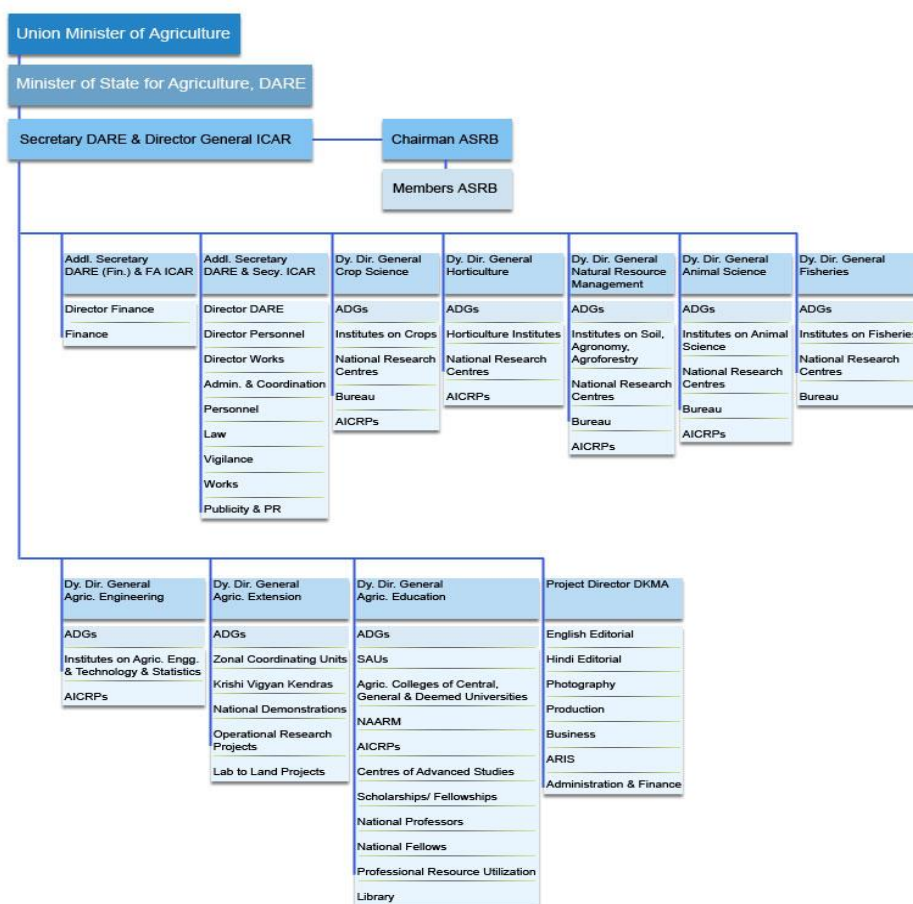 Union Minister of Agriculture
Minister of State for Agriculture, DARE
Secretary DARE & Director General ICAR
Chairman ASRB
Members ASRB
Addl. Secretary
DARE (Fin.) & FA ICAR
Director Finance
Finance
Addl. Secretary
DARE & Secy. ICAR
Director DARE
Director Personnel
Director Works
Admin. & Coordination
Personnel
Law
Vigilance
Works
Publicity & PR
Dy. Dir. General
Crop Science
ADGs
Institutes on Crops
National Research
Centres
Bureau
AICRPs
Dy. Dir. General
Horticulture
ADGs
Horticulture Institutes
National Research
Centres
AICRPs
Dy. Dir. General
Natural Resource
Management
ADGs
Institutes on Soil,
Agronomy,
Agroforestry
National Research
Centres
Bureau
AICRPs
Dy. Dir. General
Animal Science
ADGs
Institutes on Animal
Science
National Research
Centres
Bureau
AICRPs
Dy. Dir. General
Fisheries
ADGs
Institutes on Fisheries
National Research
Centres
Bureau
Dy. Dir. General
Agric. Engineering
ADGs
Institutes on Agric. Engg.
& Technology & Statistics
AICRPs
Dy. Dir. General
Agric. Extension
ADGs
Zonal Coordinating Units
Krishi Vigyan Kendras
National Demonstrations
Operational Research
Projects
Lab to Land Projects
Dy. Dir. General
Agric. Education
ADGs
SAUs
Agric. Colleges of Central,
General & Deemed Universities
NAARM
AICRPs
Centres of Advanced Studies
Scholarships/ Fellowships
National Professors
National Fellows
Professional Resource Utilization
Library
Project Director DKMA
English Editorial
Hindi Editorial
Photography
Production
Business
ARIS
Administration & Finance